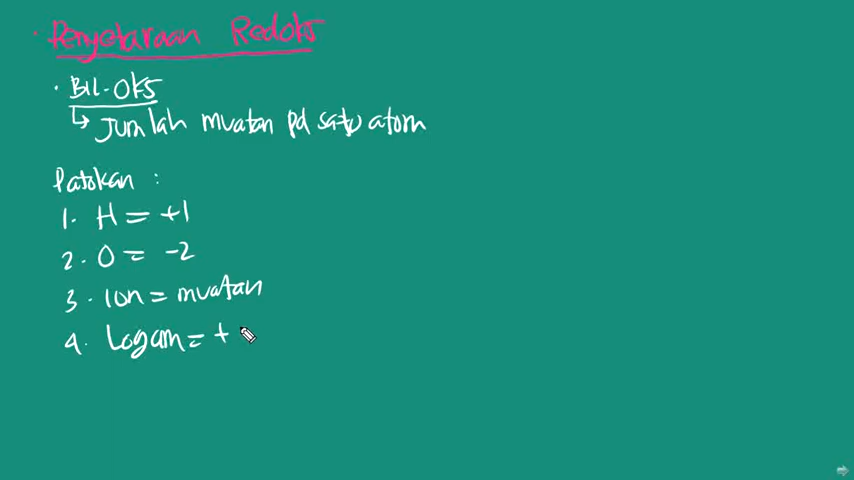 • Penyetaraan Redoks
• Bil. Oks
↳ Jumlah muatan pd satu atom
Patokan :
1. H = +1
2. O = -2
3. Ion = muatan
4. Logam = +